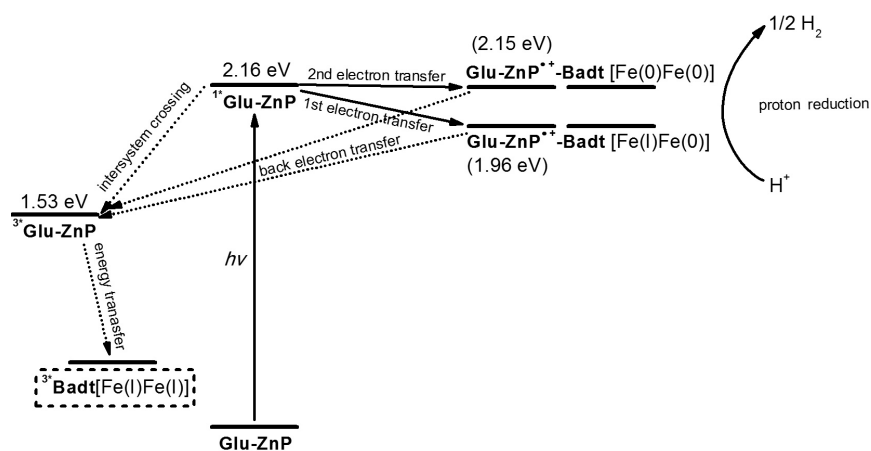 1/2 H2
(2.15 eV)
2.16 eV
2nd electron transfer
Glu-ZnP•+-Badt [Fe(0)Fe(0)]
1*Glu-ZnP
1st electron transfer
proton reduction
intersystem crossing
Glu-ZnP•+-Badt [Fe(I)Fe(0)]
back electron transfer
(1.96 eV)
H+
1.53 eV
3*Glu-ZnP
hν
energy tranasfer
3*Badt[Fe(I)Fe(I)]
Glu-ZnP